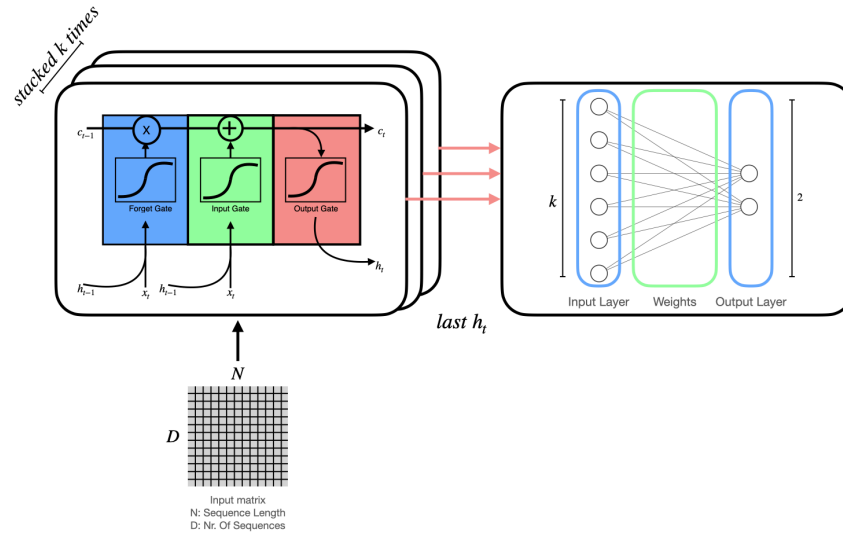 stacked k times
c_{t-1}
X
+
c_t
Forget Gate
Input Gate
Output Gate
h_{t-1}
x_t
h_{t-1}
x_t
h_t
last h_t
k
2
Input Layer
Weights
Output Layer
N
D
Input matrix
N: Sequence Length
D: Nr. Of Sequences